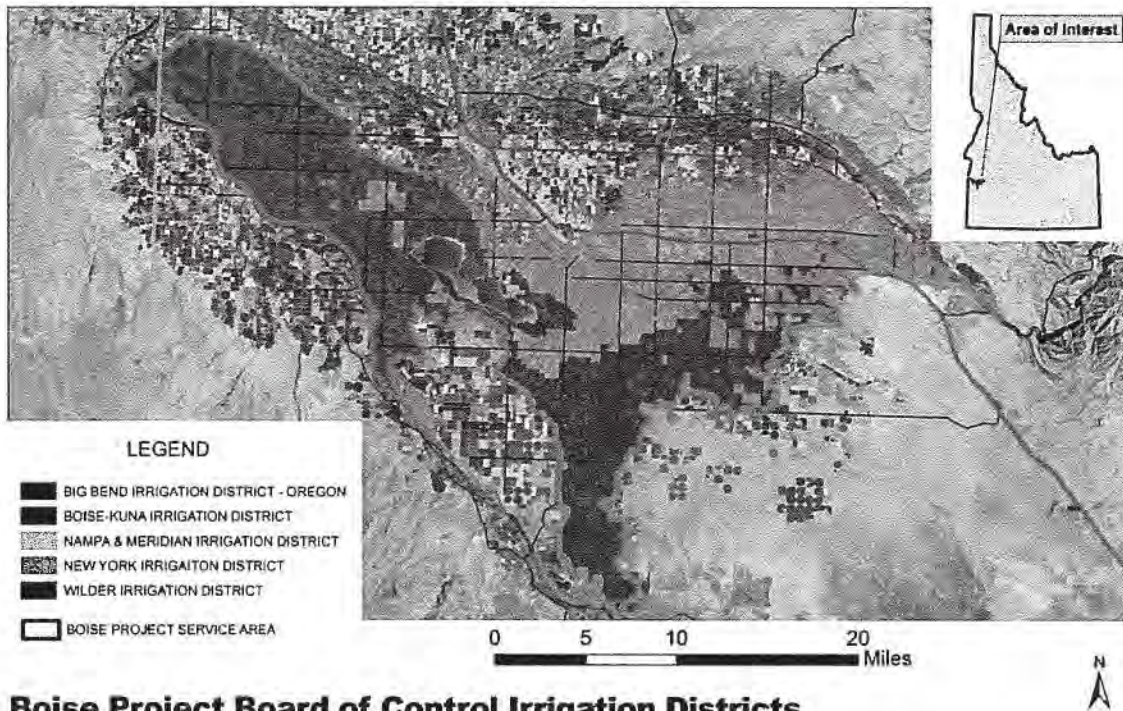 Area of Interest
LEGEND
BIG BEND IRRIGATION DISTRICT - OREGON
BOISE-KUNA IRRIGATION DISTRICT
NAMPA & MERIDIAN IRRIGATION DISTRICT
NEW YORK IRRIGAITON DISTRICT
WILDER IRRIGATION DISTRICT
BOISE PROJECT SERVICE AREA
0 5 10 20
Miles
N
Boise Project Board of Control Irrigation Districts